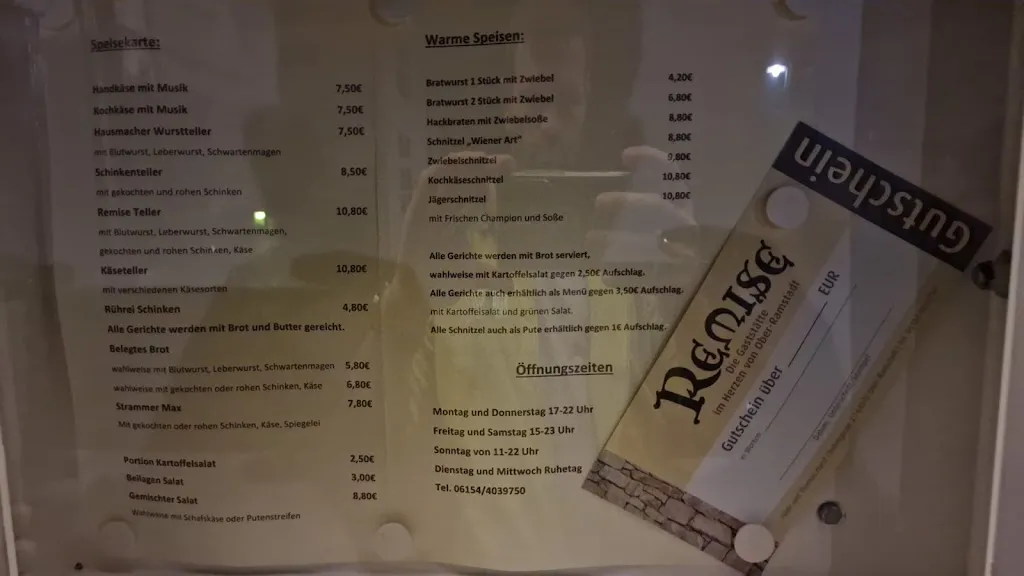 Speisekarte:
Handkäse mit Musik 7,50€
Kochkäse mit Musik 7,50€
Hausmacher Wurstteller 7,50€
mit Blutwurst, Leberwurst, Schwartenmagen
Schinkenteller 8,50€
mit gekochten und rohen Schinken
Remise Teller 10,80€
mit Blutwurst, Leberwurst, Schwartenmagen,
gekochten und rohen Schinken, Käse
Käseteller 10,80€
mit verschiedenen Käsesorten
Rührei Schinken 4,80€
Alle Gerichte werden mit Brot und Butter gereicht.
Belegtes Brot
wahlweise mit Blutwurst, Leberwurst, Schwartenmagen 5,80€
wahlweise mit gekochten oder rohen Schinken, Käse 6,80€
Strammer Max 7,80€
Mit gekochten oder rohen Schinken, Käse, Spiegelei
Portion Kartoffelsalat 2,50€
Beilagen Salat 3,00€
Gemischter Salat 8,80€
Wahlweise mit Schafskäse oder Putenstreifen
Warme Speisen:
Bratwurst 1 Stück mit Zwiebel 4,20€
Bratwurst 2 Stück mit Zwiebel 6,80€
Hackbraten mit Zwiebelsoße 8,80€
Schnitzel „Wiener Art" 8,80€
Zwiebelschnitzel 9,80€
Kochkäseschnitzel 10,80€
Jägerschnitzel 10,80€
mit Frischen Champion und Soße
Alle Gerichte werden mit Brot serviert,
wahlweise mit Kartoffelsalat gegen 2,50€ Aufschlag.
Alle Gerichte auch erhältlich als Menü gegen 3,50€ Aufschlag.
mit Kartoffelsalat und grünen Salat.
Alle Schnitzel auch als Pute erhältlich gegen 1€ Aufschlag.
Öffnungszeiten
Montag und Donnerstag 17-22 Uhr
Freitag und Samstag 15-23 Uhr
Sonntag von 11-22 Uhr
Dienstag und Mittwoch Ruhetag
Tel. 06154/4039750
Gutschein
REMISE
Die Gaststätte
im Herzen von Ober-Ramstadt
Gutschein über EUR
in Worten